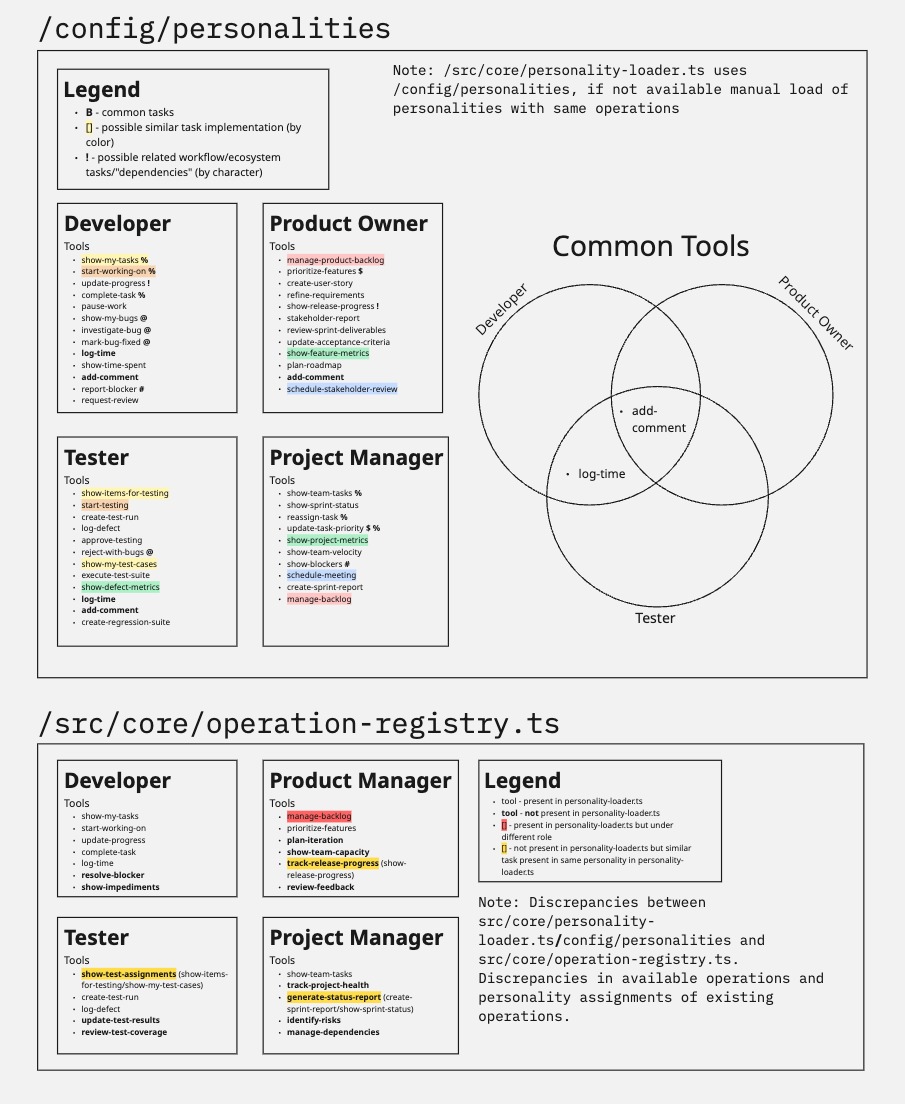 /config/personalities
Legend
• B - common tasks
• [] - possible similar task implementation (by
color)
• ! - possible related workflow/ecosystem
tasks/"dependencies" (by character)
Note: /src/core/personality-loader.ts uses
/config/personalities, if not available manual load of
personalities with same operations
Developer
Tools
• show-my-tasks %
• start-working-on %
• update-progress !
• complete-task %
• pause-work
• show-my-bugs @
• investigate-bug @
• mark-bug-fixed @
• log-time
• show-time-spent
• add-comment
• report-blocker #
• request-review
Product Owner
Tools
• manage-product-backlog
• prioritize-features $
• create-user-story
• refine-requirements
• show-release-progress !
• stakeholder-report
• review-sprint-deliverables
• update-acceptance-criteria
• show-feature-metrics
• plan-roadmap
• add-comment
• schedule-stakeholder-review
Tester
Tools
• show-items-for-testing
• start-testing
• create-test-run
• log-defect
• approve-testing
• reject-with-bugs @
• show-my-test-cases
• execute-test-suite
• show-defect-metrics
• log-time
• add-comment
• create-regression-suite
Project Manager
Tools
• show-team-tasks %
• show-sprint-status
• reassign-task %
• update-task-priority $ %
• show-project-metrics
• show-team-velocity
• show-blockers #
• schedule-meeting
• create-sprint-report
• manage-backlog
Common Tools
Developer
Product Owner
• add-
comment
• log-time
Tester
/src/core/operation-registry.ts
Developer
Tools
• show-my-tasks
• start-working-on
• update-progress
• complete-task
• log-time
• resolve-blocker
• show-impediments
Product Manager
Tools
• manage-backlog
• prioritize-features
• plan-iteration
• show-team-capacity
• track-release-progress (show-
release-progress)
• review-feedback
Legend
• tool - present in personality-loader.ts
• tool - not present in personality-loader.ts
• [] - present in personality-loader.ts but under
different role
• [] - not present in personality-loader.ts but similar
task present in same personality in personality-
loader.ts
Tester
Tools
• show-test-assignments (show-items-
for-testing/show-my-test-cases)
• create-test-run
• log-defect
• update-test-results
• review-test-coverage
Project Manager
Tools
• show-team-tasks
• track-project-health
• generate-status-report (create-
sprint-report/show-sprint-status)
• identify-risks
• manage-dependencies
Note: Discrepancies between
src/core/personality-
loader.ts/config/personalities and
src/core/operation-registry.ts.
Discrepancies in available operations and
personality assignments of existing
operations.